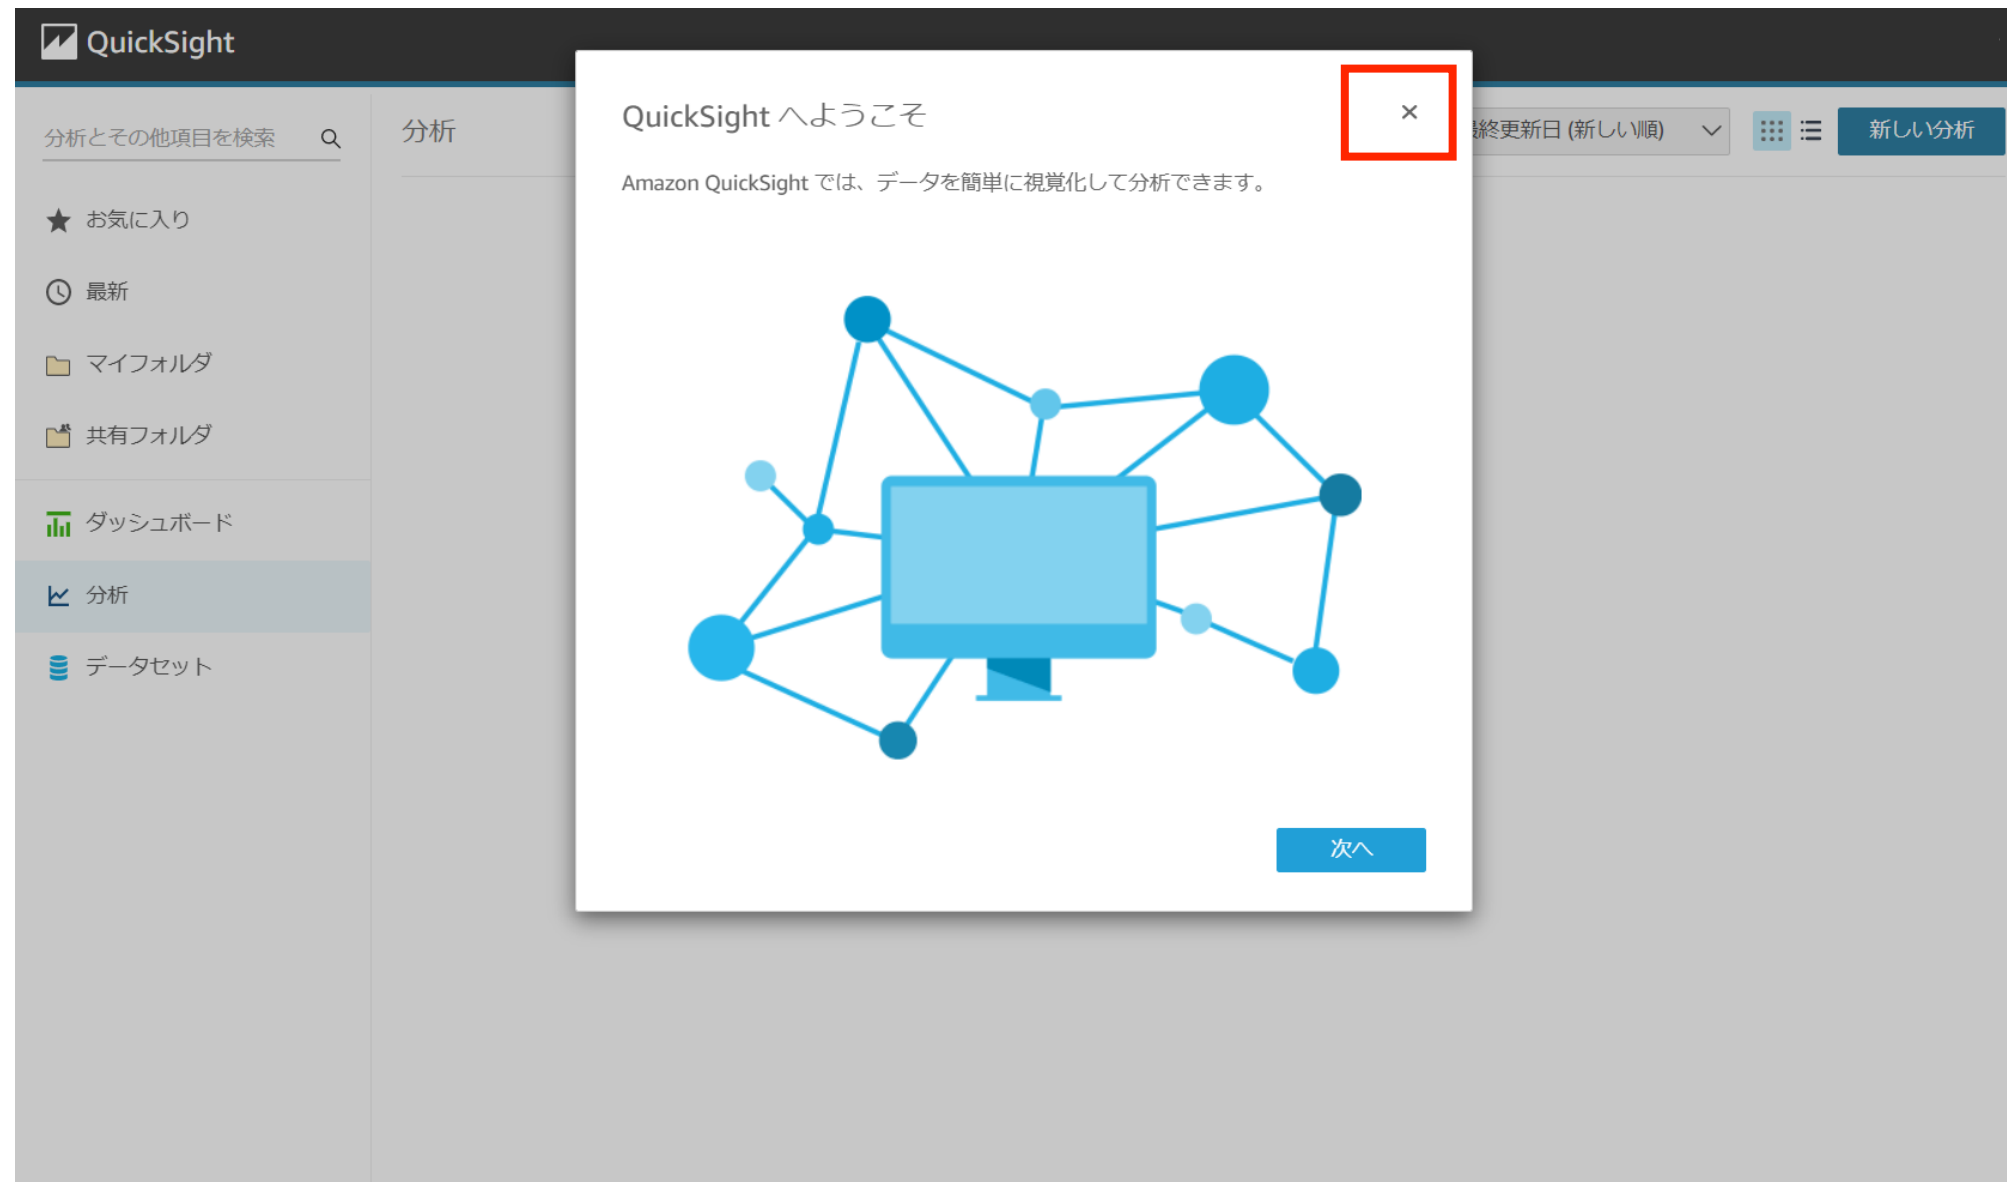 QuickSight
分析とその他項目を検索
お気に入り
最新
マイフォルダ
共有フォルダ
ダッシュボード
分析
データセット
分析
終更新日 (新しい順)
新しい分析
QuickSight へようこそ
Amazon QuickSight では、データを簡単に視覚化して分析できます。
次へ